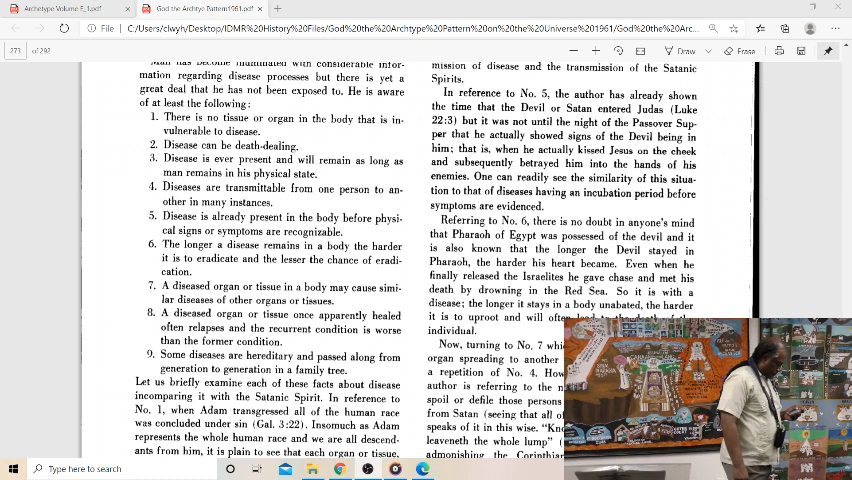 Archetype Volume E_1.pdf
God the Archtye Pattern1961.pdf
File
C:/Users/clwyh/Desktop/IDMR%20History%20Files/God%20the%20Archtype%20Pattern%20on%20the%20Universe%201961/God%20the%20Arc...
273 of 292
Draw
Erase
Man has become illuminated with considerable infor-
mation regarding disease processes but there is yet a
great deal that he has not been exposed to. He is aware
of at least the following:
1. There is no tissue or organ in the body that is in-
vulnerable to disease.
2. Disease can be death-dealing.
3. Disease is ever present and will remain as long as
man remains in his physical state.
4. Diseases are transmittable from one person to an-
other in many instances.
5. Disease is already present in the body before physi-
cal signs or symptoms are recognizable.
6. The longer a disease remains in a body the harder
it is to eradicate and the lesser the chance of eradi-
cation.
7. A diseased organ or tissue in a body may cause simi-
lar diseases of other organs or tissues.
8. A diseased organ or tissue once apparently healed
often relapses and the recurrent condition is worse
than the former condition.
9. Some diseases are hereditary and passed along from
generation to generation in a family tree.
Let us briefly examine each of these facts about disease
incomparing it with the Satanic Spirit. In reference to
No. 1, when Adam transgressed all of the human race
was concluded under sin (Gal. 3:22). Insomuch as Adam
represents the whole human race and we are all descend-
ants from him, it is plain to see that each organ or tissue,
mission of disease and the transmission of the Satanic
Spirits.
In reference to No. 5, the author has already shown
the time that the Devil or Satan entered Judas (Luke
22:3) but it was not until the night of the Passover Sup-
per that he actually showed signs of the Devil being in
him; that is, when he actually kissed Jesus on the cheek
and subsequently betrayed him into the hands of his
enemies. One can readily see the similarity of this situa-
tion to that of diseases having an incubation period before
symptoms are evidenced.
Referring to No. 6, there is no doubt in anyone's mind
that Pharaoh of Egypt was possessed of the devil and it
is also known that the longer the Devil stayed in
Pharaoh, the harder his heart became. Even when he
finally released the Israelites he gave chase and met his
death by drowning in the Red Sea. So it is with a
disease; the longer it stays in a body unabated, the harder
it is to uproot and will often lead to the death of the
individual.
Now, turning to No. 7 whi
organ spreading to another
a repetition of No. 4. How
author is referring to the n
spoil or defile those persons
from Satan (seeing that all of
speaks of it in this wise. "Kno
leaveneth the whole lump" (
admonishing the Corinthia
Type here to search